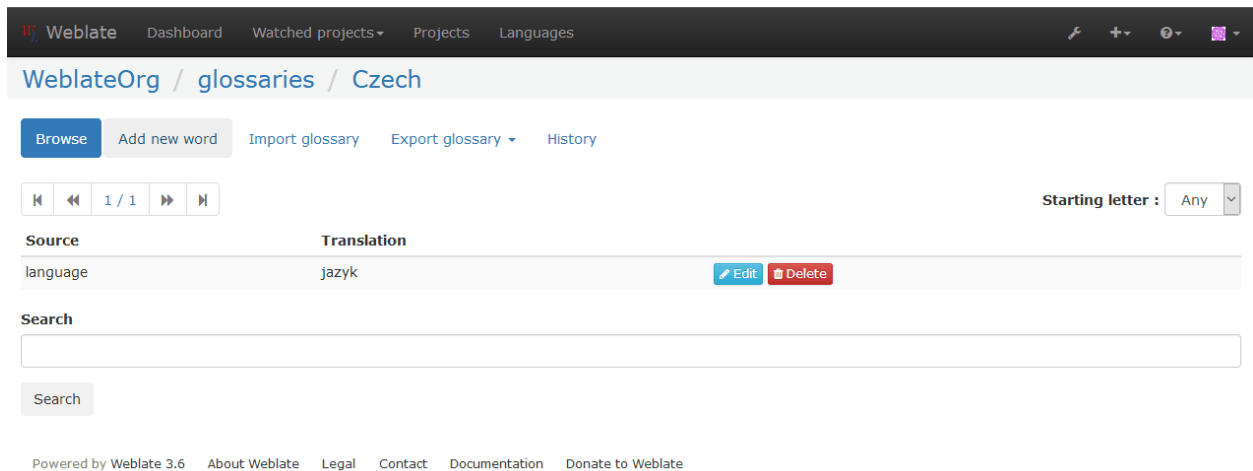 Weblate Dashboard Watched projects Projects Languages
WeblateOrg / glossaries / Czech
Browse Add new word Import glossary Export glossary History
1 / 1 Starting letter : Any
Source Translation
language jazyk Edit Delete
Search
Search
Powered by Weblate 3.6 About Weblate Legal Contact Documentation Donate to Weblate